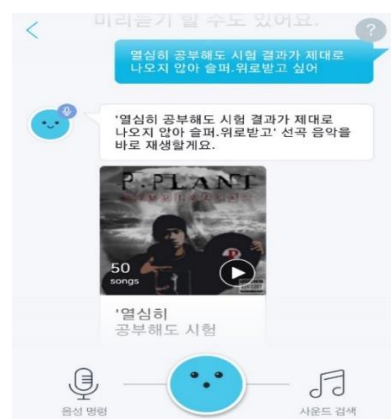 미리듣기 할 수도 있어요.
?
열심히 공부해도 시험 결과가 제대로
나오지 않아 슬퍼.위로받고 싶어
'열심히 공부해도 시험 결과가 제대로
나오지 않아 슬퍼.위로받고' 선곡 음악을
바로 재생할게요.
P.PLANT
50
songs
'열심히
공부해도 시험
음성 명령
사운드 검색